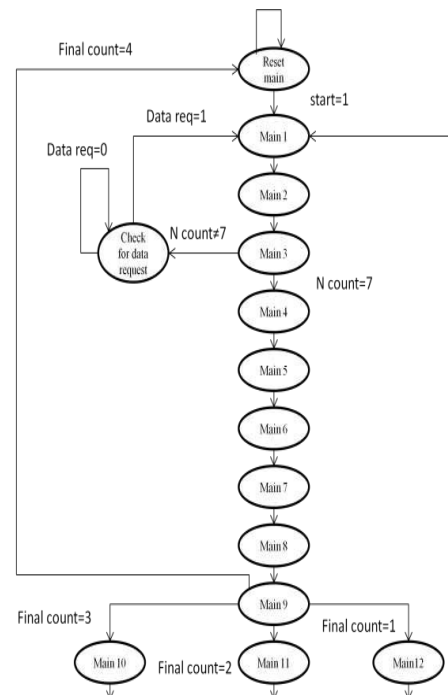 Final count=4
Reset
main
start=1
Data req=1
Main 1
Data req=0
Main 2
Check
for data
request
N count≠7
Main 3
N count=7
Main 4
Main 5
Main 6
Main 7
Main 8
Main 9
Final count=3
Final count=1
Main 10
Final count=2
Main 11
Main12